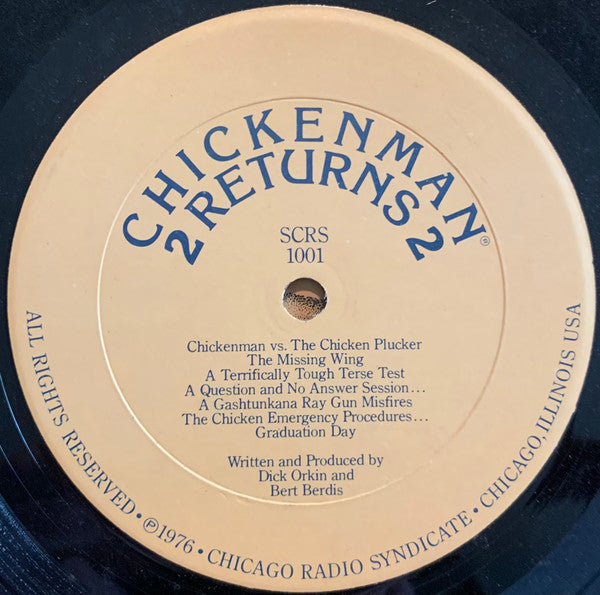 CHICKENMAN®
2 RETURNS 2
SCRS
1001
Chickenman vs. The Chicken Plucker
The Missing Wing
A Terrifically Tough Terse Test
A Question and No Answer Session...
A Gashtunkana Ray Gun Misfires
The Chicken Emergency Procedures...
Graduation Day
Written and Produced by
Dick Orkin and
Bert Berdis
ALL RIGHTS RESERVED • ℗1976 • CHICAGO RADIO SYNDICATE • CHICAGO, ILLINOIS USA